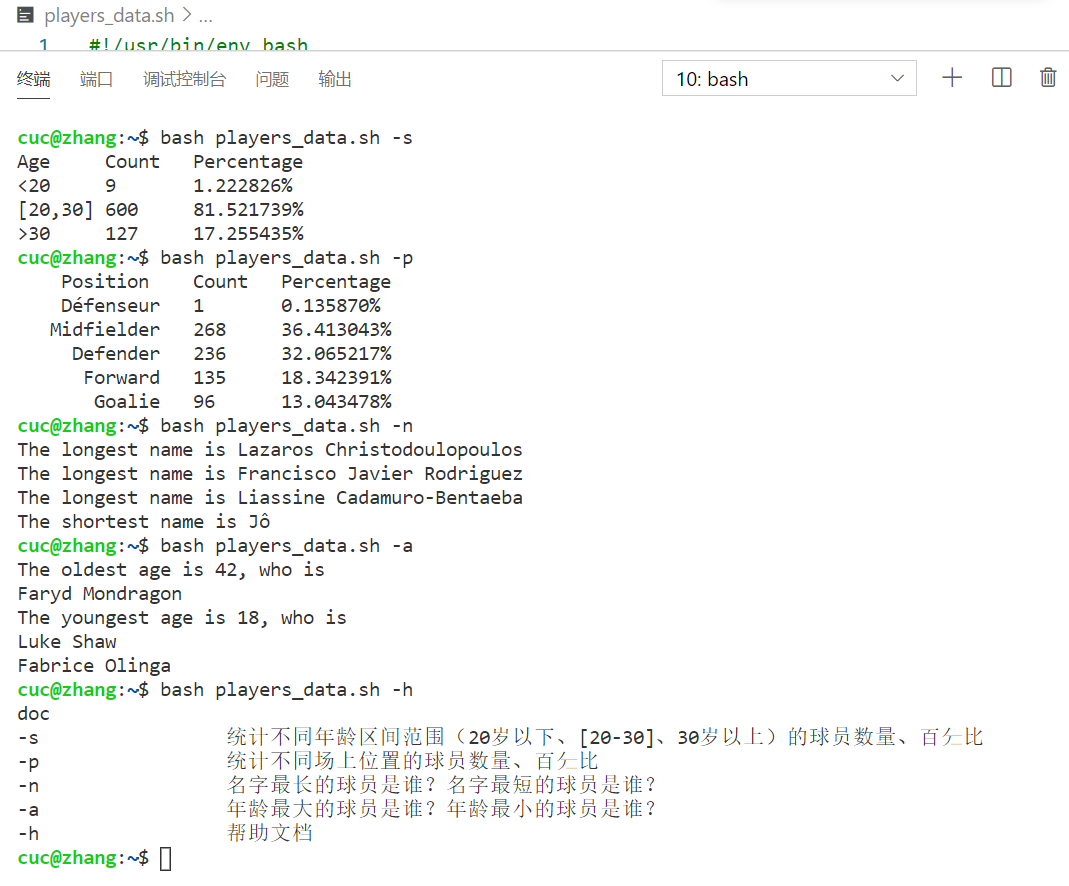 players_data.sh > ...
1 #!/usr/bin/env bash
终端 端口 调试控制台 问题 输出 10: bash
cuc@zhang:~$ bash players_data.sh -s
Age Count Percentage
<20 9 1.222826%
[20,30] 600 81.521739%
>30 127 17.255435%
cuc@zhang:~$ bash players_data.sh -p
Position Count Percentage
Défenseur 1 0.135870%
Midfielder 268 36.413043%
Defender 236 32.065217%
Forward 135 18.342391%
Goalie 96 13.043478%
cuc@zhang:~$ bash players_data.sh -n
The longest name is Lazaros Christodoulopoulos
The longest name is Francisco Javier Rodriguez
The longest name is Liassine Cadamuro-Bentaeba
The shortest name is Jô
cuc@zhang:~$ bash players_data.sh -a
The oldest age is 42, who is
Faryd Mondragon
The youngest age is 18, who is
Luke Shaw
Fabrice Olinga
cuc@zhang:~$ bash players_data.sh -h
doc
-s 统计不同年龄区间范围（20岁以下、[20-30]、30岁以上）的球员数量、百分比
-p 统计不同场上位置的球员数量、百分比
-n 名字最长的球员是谁？名字最短的球员是谁？
-a 年龄最大的球员是谁？年龄最小的球员是谁？
-h 帮助文档
cuc@zhang:~$